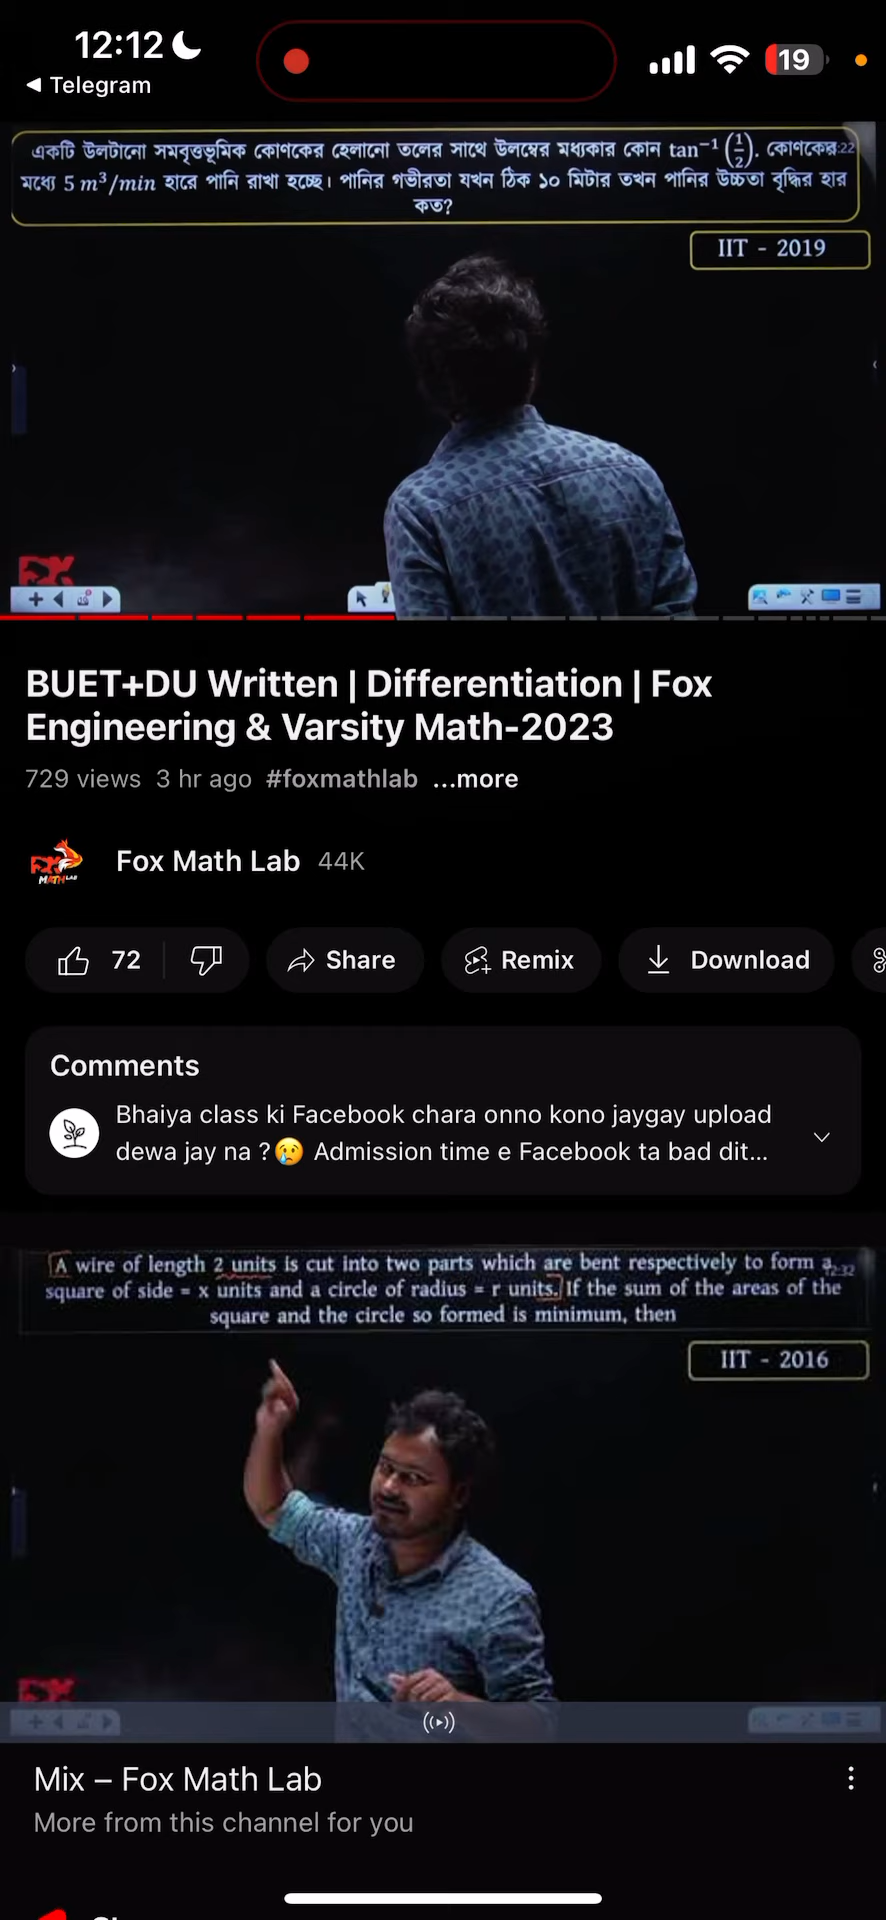 12:12
19
◀ Telegram
একটি উলটানো সমবৃত্তভূমিক কোণকের হেলানো তলের সাথে উলম্বের মধ্যকার কোন tan⁻¹ (1/2). কোণকের
মধ্যে 5 m³/min হারে পানি রাখা হচ্ছে। পানির গভীরতা যখন ঠিক ১০ মিটার তখন পানির উচ্চতা বৃদ্ধির হার
কত?
IIT - 2019
BUET+DU Written | Differentiation | Fox
Engineering & Varsity Math-2023
729 views 3 hr ago #foxmathlab ...more
Fox Math Lab 44K
72 Share Remix Download
Comments
Bhaiya class ki Facebook chara onno kono jaygay upload
dewa jay na ?😢 Admission time e Facebook ta bad dit...
A wire of length 2 units is cut into two parts which are bent respectively to form a
square of side = x units and a circle of radius = r units. If the sum of the areas of the
square and the circle so formed is minimum, then
IIT - 2016
Mix – Fox Math Lab
More from this channel for you